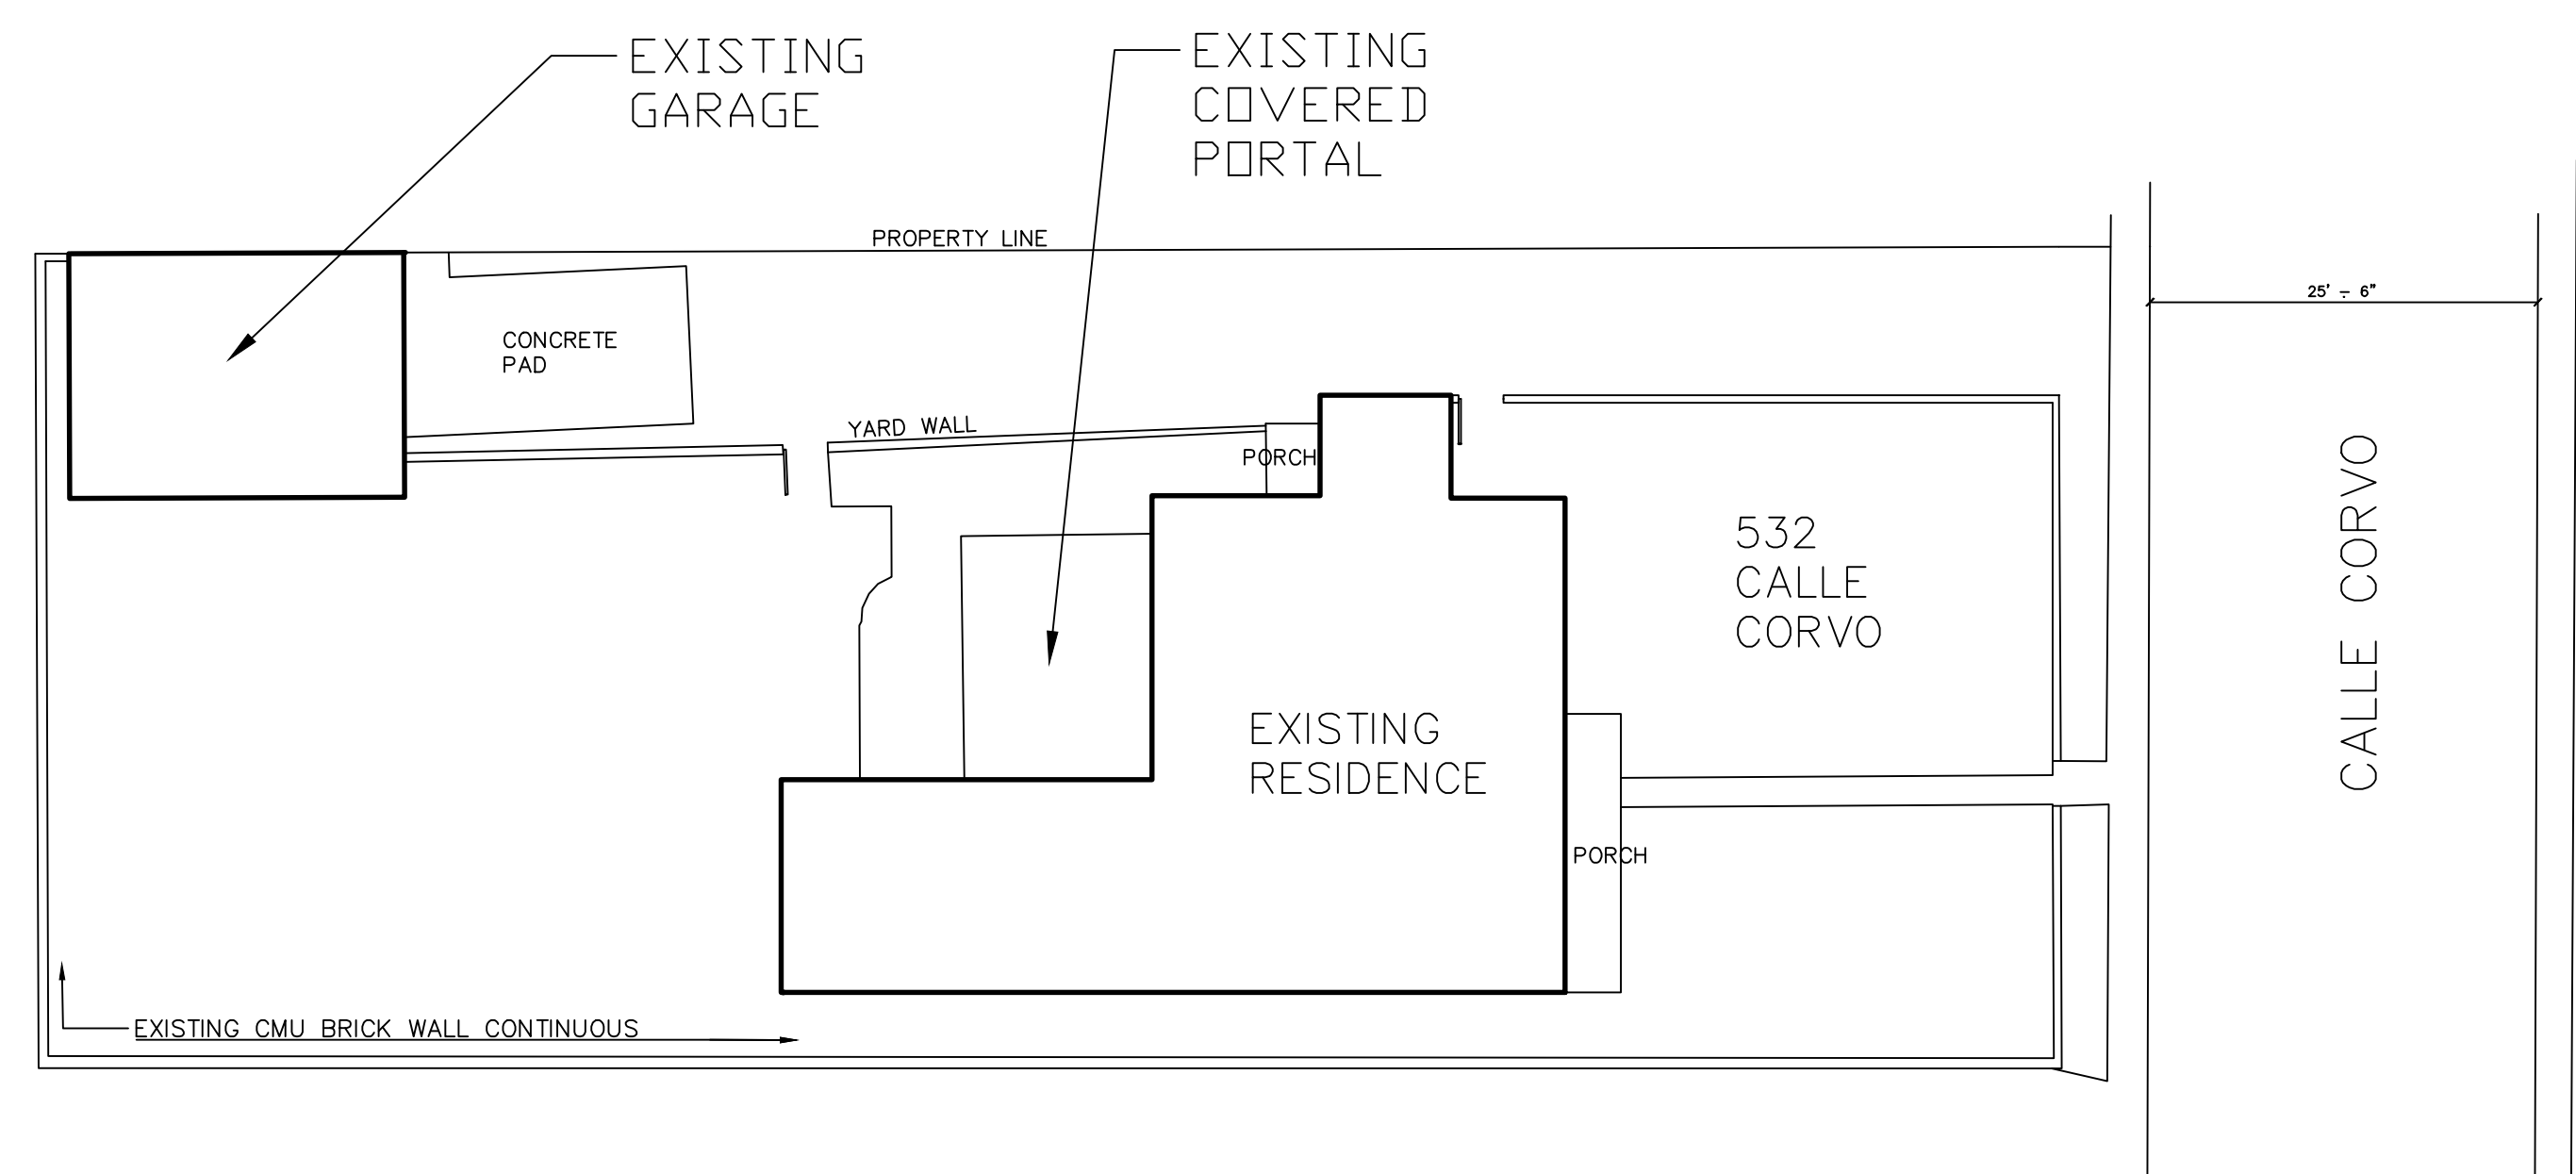 EXISTING
GARAGE
EXISTING
COVERED
PORTAL
PROPERTY LINE
25' - 6"
CONCRETE
PAD
YARD WALL
PORCH
532
CALLE
CORVO
CALLE CORVO
EXISTING
RESIDENCE
PORCH
EXISTING CMU BRICK WALL CONTINUOUS